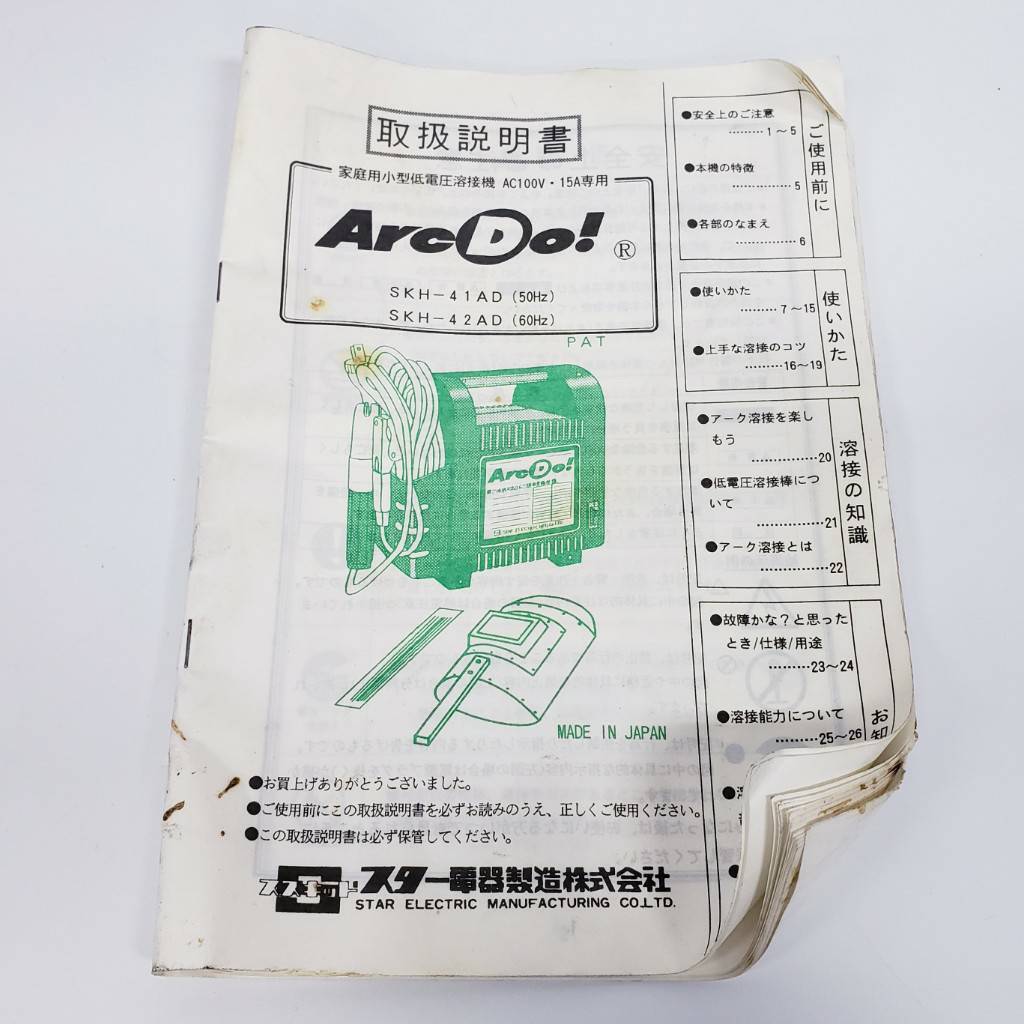 取扱説明書
家庭用小型低電圧溶接機 AC100V・15A専用
ArcDo!®
SKH-41AD (50Hz)
SKH-42AD (60Hz)
PAT
ArcDo!
MADE IN JAPAN
●お買上げありがとうございました。
●ご使用前にこの取扱説明書を必ずお読みのうえ、正しくご使用ください。
●この取扱説明書は必ず保管してください。
スズキッド スター電器製造株式会社
STAR ELECTRIC MANUFACTURING CO.LTD.
ご使用前に
●安全上のご注意
………1~5
●本機の特徴
……………5
●各部のなまえ
……………6
使いかた
●使いかた
………7~15
●上手な溶接のコツ
………16~19
溶接の知識
●アーク溶接を楽し
もう
……………20
●低電圧溶接棒につ
いて
……………21
●アーク溶接とは
……………22
お知
●故障かな?と思った
とき/仕様/用途
………23~24
●溶接能力について
………25~26